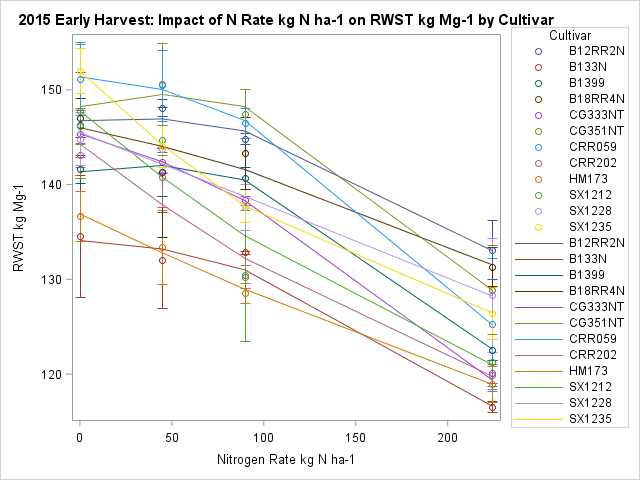 2015 Early Harvest: Impact of N Rate kg N ha-1 on RWST kg Mg-1 by Cultivar
Cultivar
B12RR2N
B133N
B1399
B18RR4N
CG333NT
CG351NT
CRR059
CRR202
HM173
SX1212
SX1228
SX1235
B12RR2N
B133N
B1399
B18RR4N
CG333NT
CG351NT
CRR059
CRR202
HM173
SX1212
SX1228
SX1235
RWST kg Mg-1
150
140
130
120
0
50
100
150
200
Nitrogen Rate kg N ha-1